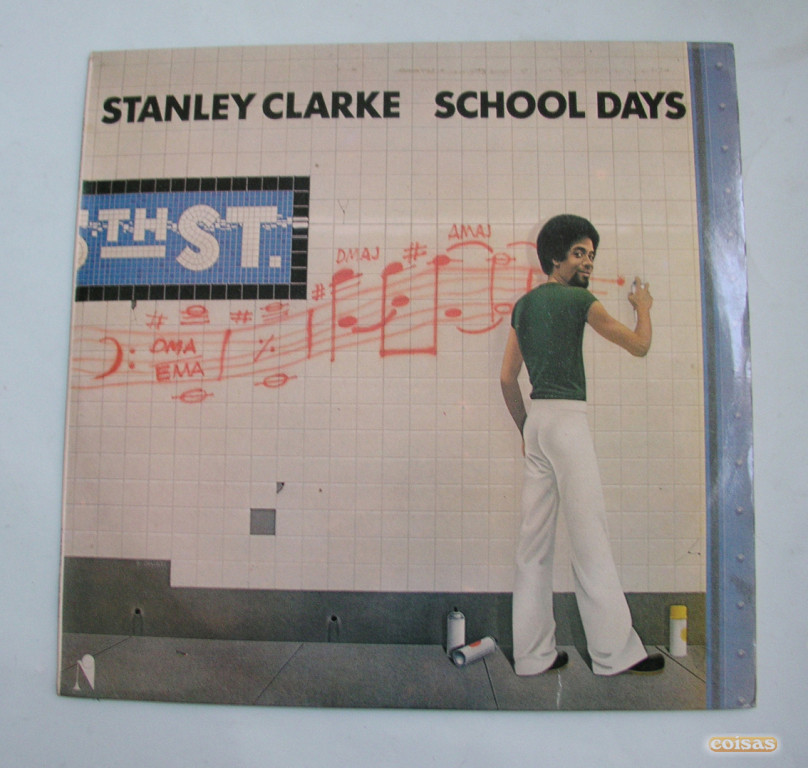 STANLEY CLARKE SCHOOL DAYS
5TH ST.
DMAJ
AMAJ
DMA
EMA
N
coisas